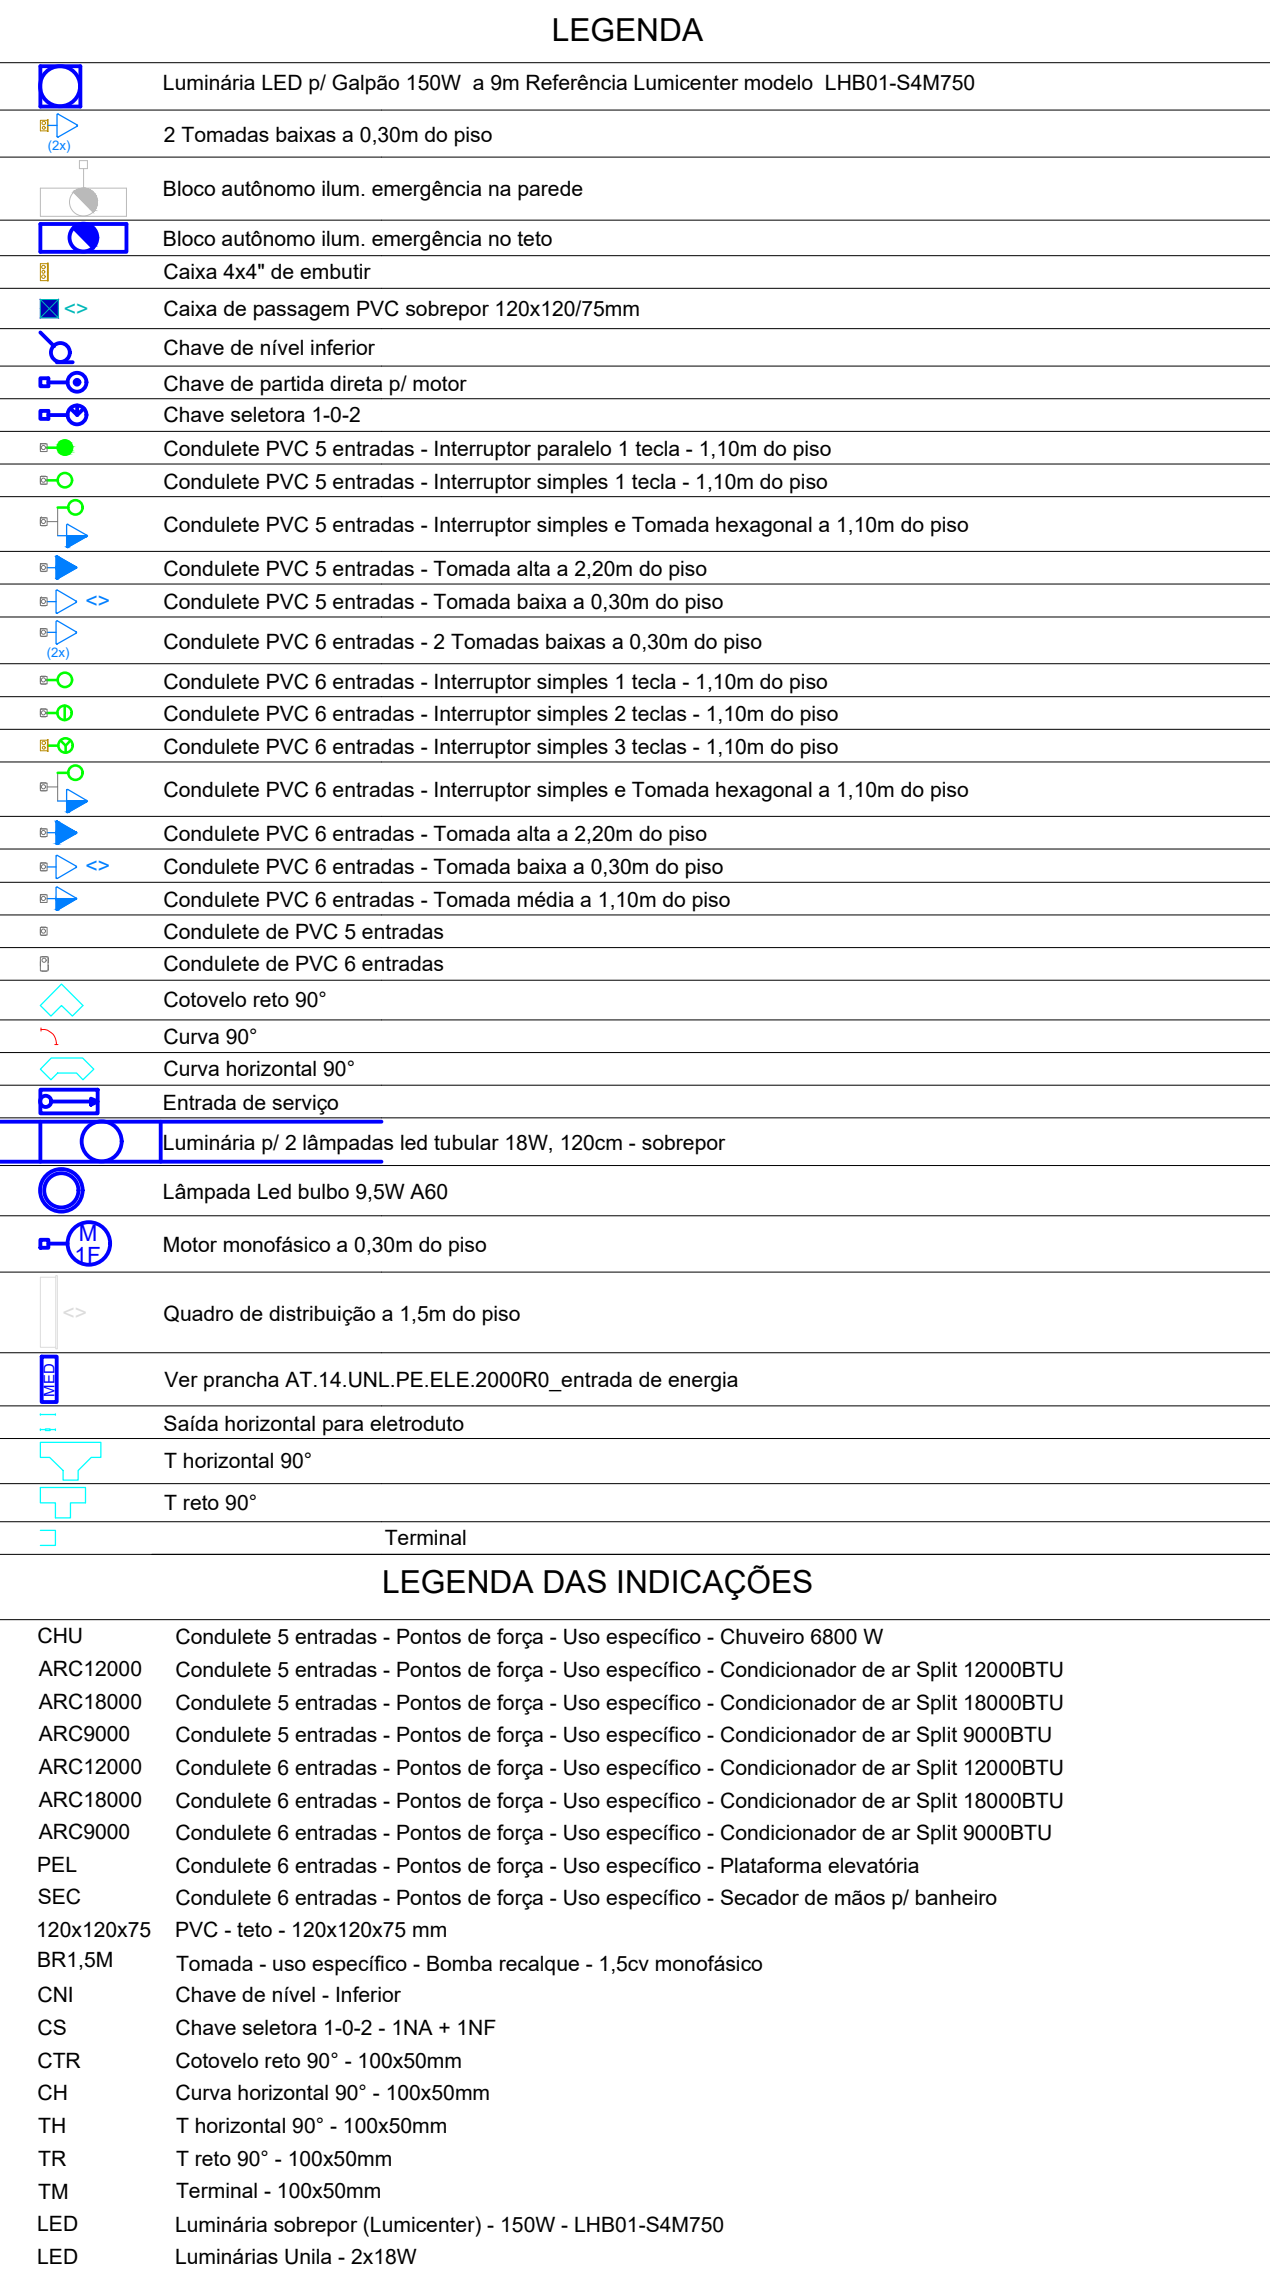 LEGENDA
Luminária LED p/ Galpão 150W a 9m Referência Lumicenter modelo LHB01-S4M750
(2x) 2 Tomadas baixas a 0,30m do piso
Bloco autônomo ilum. emergência na parede
Bloco autônomo ilum. emergência no teto
Caixa 4x4" de embutir
<> Caixa de passagem PVC sobrepor 120x120/75mm
Chave de nível inferior
Chave de partida direta p/ motor
Chave seletora 1-0-2
Condulete PVC 5 entradas - Interruptor paralelo 1 tecla - 1,10m do piso
Condulete PVC 5 entradas - Interruptor simples 1 tecla - 1,10m do piso
Condulete PVC 5 entradas - Interruptor simples e Tomada hexagonal a 1,10m do piso
Condulete PVC 5 entradas - Tomada alta a 2,20m do piso
<> Condulete PVC 5 entradas - Tomada baixa a 0,30m do piso
(2x) Condulete PVC 6 entradas - 2 Tomadas baixas a 0,30m do piso
Condulete PVC 6 entradas - Interruptor simples 1 tecla - 1,10m do piso
Condulete PVC 6 entradas - Interruptor simples 2 teclas - 1,10m do piso
Condulete PVC 6 entradas - Interruptor simples 3 teclas - 1,10m do piso
Condulete PVC 6 entradas - Interruptor simples e Tomada hexagonal a 1,10m do piso
Condulete PVC 6 entradas - Tomada alta a 2,20m do piso
<> Condulete PVC 6 entradas - Tomada baixa a 0,30m do piso
Condulete PVC 6 entradas - Tomada média a 1,10m do piso
Condulete de PVC 5 entradas
Condulete de PVC 6 entradas
Cotovelo reto 90°
Curva 90°
Curva horizontal 90°
Entrada de serviço
Luminária p/ 2 lâmpadas led tubular 18W, 120cm - sobrepor
Lâmpada Led bulbo 9,5W A60
M 1F Motor monofásico a 0,30m do piso
<> Quadro de distribuição a 1,5m do piso
MED Ver prancha AT.14.UNL.PE.ELE.2000R0_entrada de energia
Saída horizontal para eletroduto
T horizontal 90°
T reto 90°
Terminal
LEGENDA DAS INDICAÇÕES
CHU Condulete 5 entradas - Pontos de força - Uso específico - Chuveiro 6800 W
ARC12000 Condulete 5 entradas - Pontos de força - Uso específico - Condicionador de ar Split 12000BTU
ARC18000 Condulete 5 entradas - Pontos de força - Uso específico - Condicionador de ar Split 18000BTU
ARC9000 Condulete 5 entradas - Pontos de força - Uso específico - Condicionador de ar Split 9000BTU
ARC12000 Condulete 6 entradas - Pontos de força - Uso específico - Condicionador de ar Split 12000BTU
ARC18000 Condulete 6 entradas - Pontos de força - Uso específico - Condicionador de ar Split 18000BTU
ARC9000 Condulete 6 entradas - Pontos de força - Uso específico - Condicionador de ar Split 9000BTU
PEL Condulete 6 entradas - Pontos de força - Uso específico - Plataforma elevatória
SEC Condulete 6 entradas - Pontos de força - Uso específico - Secador de mãos p/ banheiro
120x120x75 PVC - teto - 120x120x75 mm
BR1,5M Tomada - uso específico - Bomba recalque - 1,5cv monofásico
CNI Chave de nível - Inferior
CS Chave seletora 1-0-2 - 1NA + 1NF
CTR Cotovelo reto 90° - 100x50mm
CH Curva horizontal 90° - 100x50mm
TH T horizontal 90° - 100x50mm
TR T reto 90° - 100x50mm
TM Terminal - 100x50mm
LED Luminária sobrepor (Lumicenter) - 150W - LHB01-S4M750
LED Luminárias Unila - 2x18W